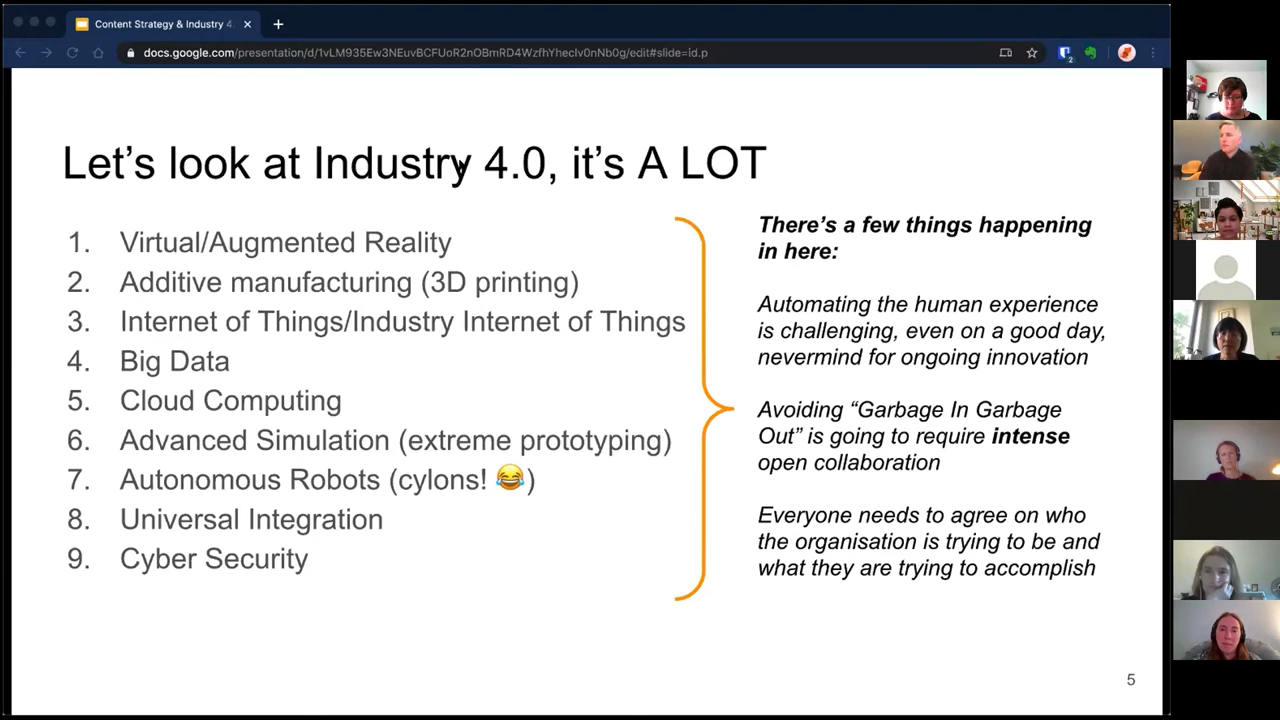 Content Strategy & Industry 4.
docs.google.com/presentation/d/1vLM935Ew3NEuvBCFUoR2nOBmRD4WzfhYhecIv0nNb0g/edit#slide=id.p
2
Let's look at Industry 4.0, it's A LOT
1. Virtual/Augmented Reality
2. Additive manufacturing (3D printing)
3. Internet of Things/Industry Internet of Things
4. Big Data
5. Cloud Computing
6. Advanced Simulation (extreme prototyping)
7. Autonomous Robots (cylons! 😂)
8. Universal Integration
9. Cyber Security
There's a few things happening
in here:
Automating the human experience
is challenging, even on a good day,
nevermind for ongoing innovation
Avoiding “Garbage In Garbage
Out” is going to require intense
open collaboration
Everyone needs to agree on who
the organisation is trying to be and
what they are trying to accomplish
5